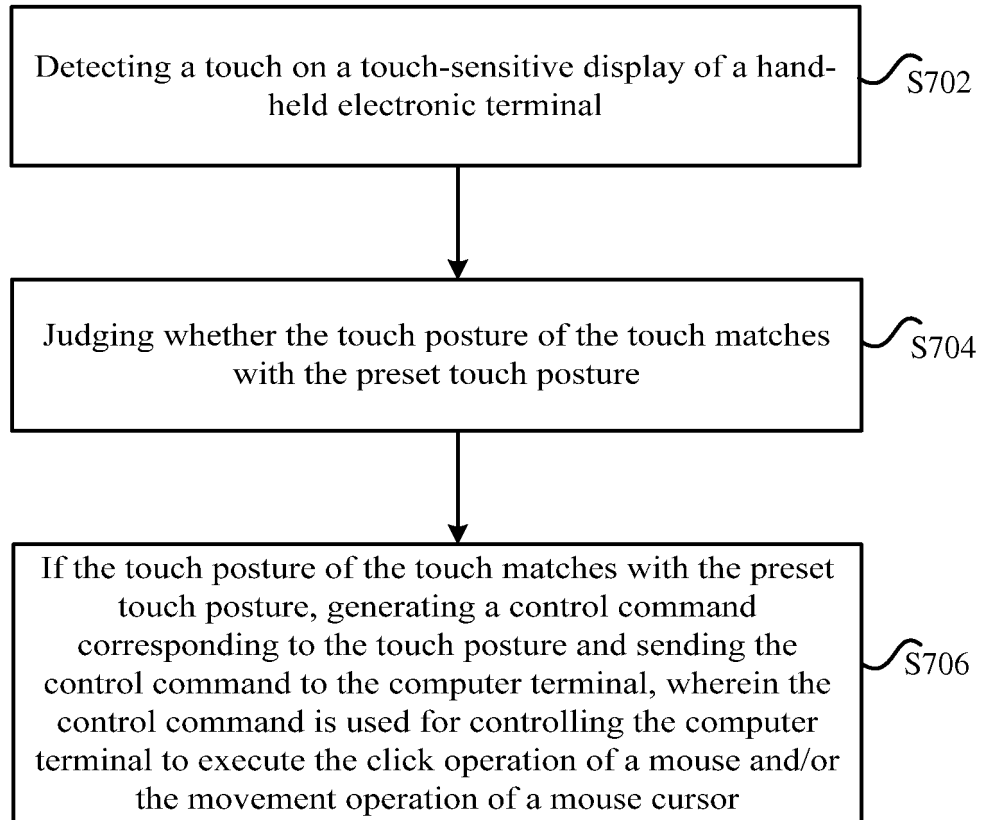 Detecting a touch on a touch-sensitive display of a hand-
held electronic terminal
S702
Judging whether the touch posture of the touch matches
with the preset touch posture
S704
If the touch posture of the touch matches with the preset
touch posture, generating a control command
corresponding to the touch posture and sending the
control command to the computer terminal, wherein the
control command is used for controlling the computer
terminal to execute the click operation of a mouse and/or
the movement operation of a mouse cursor
S706